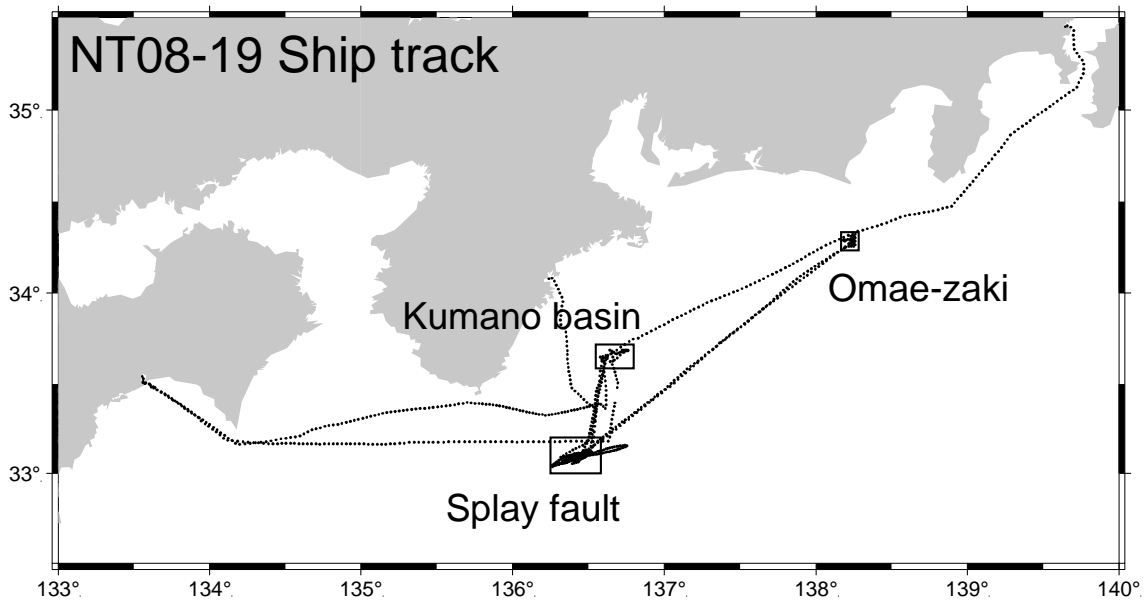 NT08-19 Ship track
35°
34°
33°
Omae-zaki
Kumano basin
Splay fault
133° 134° 135° 136° 137° 138° 139° 140°